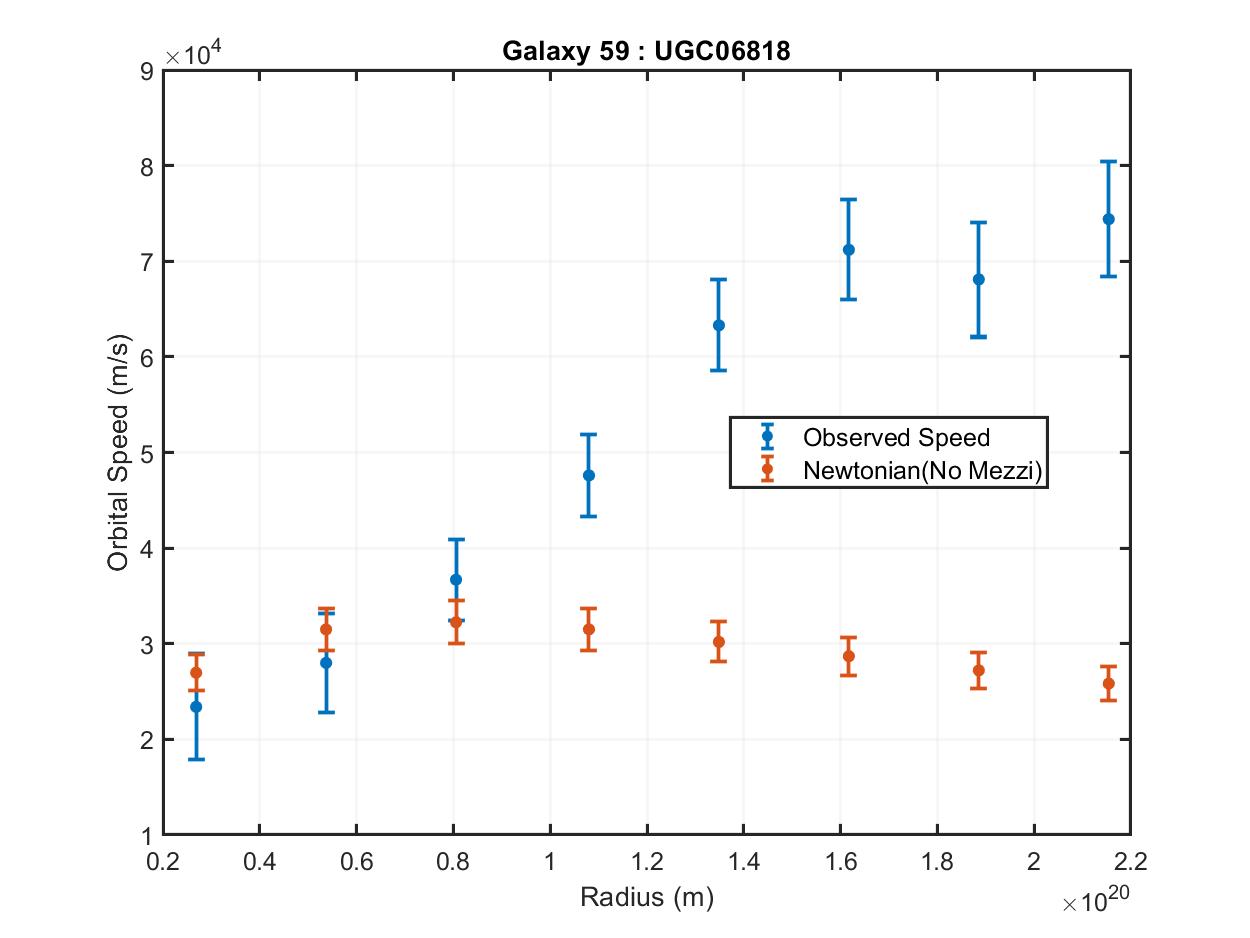 Galaxy 59 : UGC06818
×10⁴
9
8
7
6
5
4
3
2
1
Orbital Speed (m/s)
Observed Speed
Newtonian(No Mezzi)
0.2 0.4 0.6 0.8 1 1.2 1.4 1.6 1.8 2 2.2
Radius (m)
×10²⁰